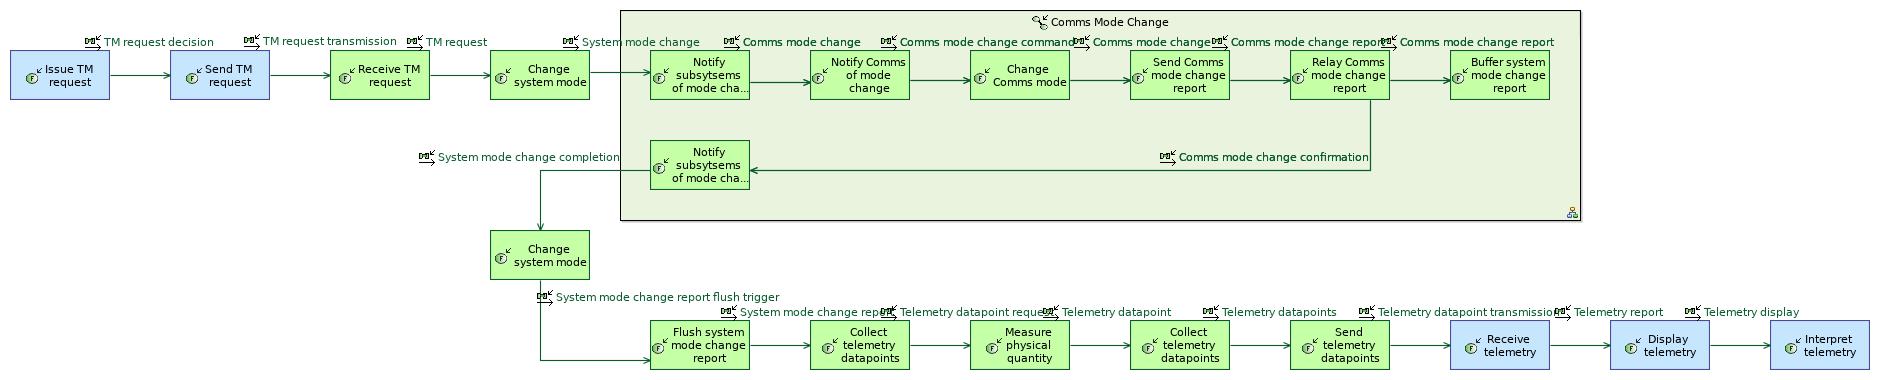 Comms Mode Change
TM request decision
TM request transmission
TM request
System mode change
Comms mode change
Comms mode change command
Comms mode change
Comms mode change report
Comms mode change report
Issue TM
request
Send TM
request
Receive TM
request
Change
system mode
Notify
subsytsems
of mode cha...
Notify Comms
of mode
change
Change
Comms mode
Send Comms
mode change
report
Relay Comms
mode change
report
Buffer system
mode change
report
System mode change completion
Notify
subsytsems
of mode cha...
Comms mode change confirmation
Change
system mode
System mode change report flush trigger
System mode change report
Telemetry datapoint request
Telemetry datapoint
Telemetry datapoints
Telemetry datapoint transmission
Telemetry report
Telemetry display
Flush system
mode change
report
Collect
telemetry
datapoints
Measure
physical
quantity
Collect
telemetry
datapoints
Send
telemetry
datapoints
Receive
telemetry
Display
telemetry
Interpret
telemetry